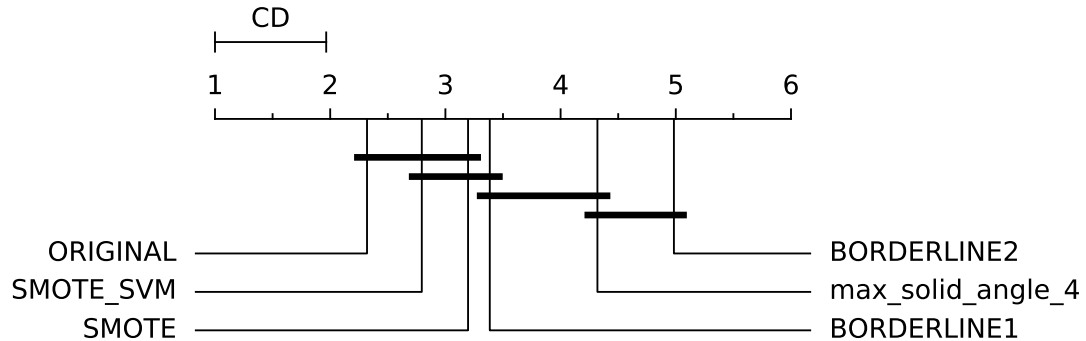 CD
1 2 3 4 5 6
ORIGINAL BORDERLINE2
SMOTE_SVM max_solid_angle_4
SMOTE BORDERLINE1